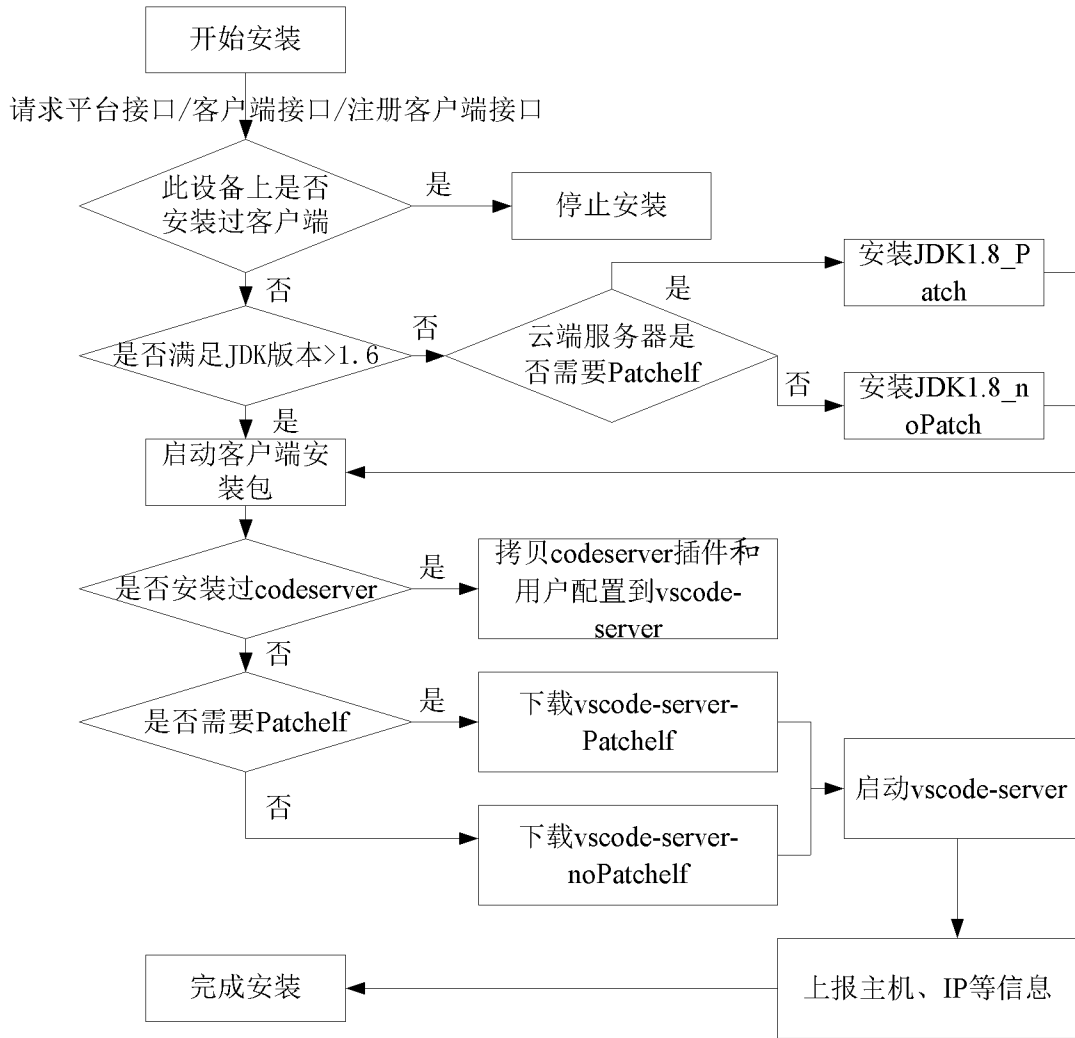 开始安装
请求平台接口/客户端接口/注册客户端接口
此设备上是否
安装过客户端
是
停止安装
否
是否满足JDK版本>1.6
否
云端服务器是
否需要Patchelf
是
安装JDK1.8_P
atch
否
安装JDK1.8_n
oPatch
是
启动客户端安
装包
是否安装过codeserver
是
拷贝codeserver插件和
用户配置到vscode-
server
否
是否需要Patchelf
是
下载vscode-server-
Patchelf
否
下载vscode-server-
noPatchelf
启动vscode-server
上报主机、IP等信息
完成安装